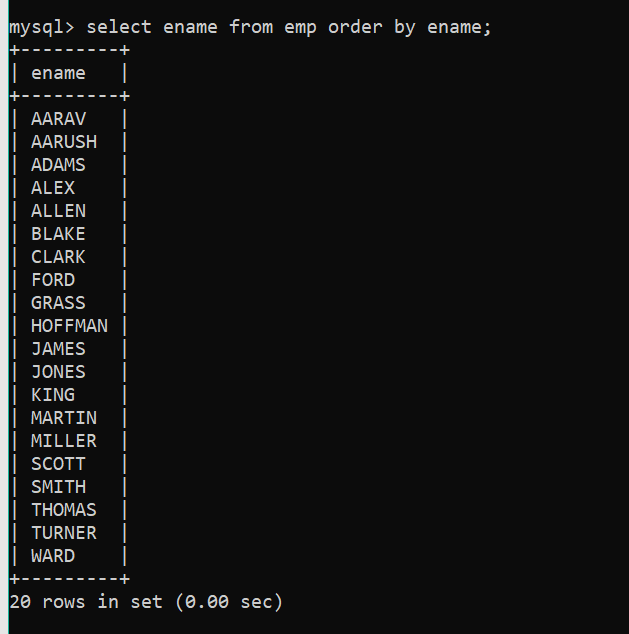 mysql> select ename from emp order by ename;
+---------+
| ename   |
+---------+
| AARAV   |
| AARUSH  |
| ADAMS   |
| ALEX    |
| ALLEN   |
| BLAKE   |
| CLARK   |
| FORD    |
| GRASS   |
| HOFFMAN |
| JAMES   |
| JONES   |
| KING    |
| MARTIN  |
| MILLER  |
| SCOTT   |
| SMITH   |
| THOMAS  |
| TURNER  |
| WARD    |
+---------+
20 rows in set (0.00 sec)